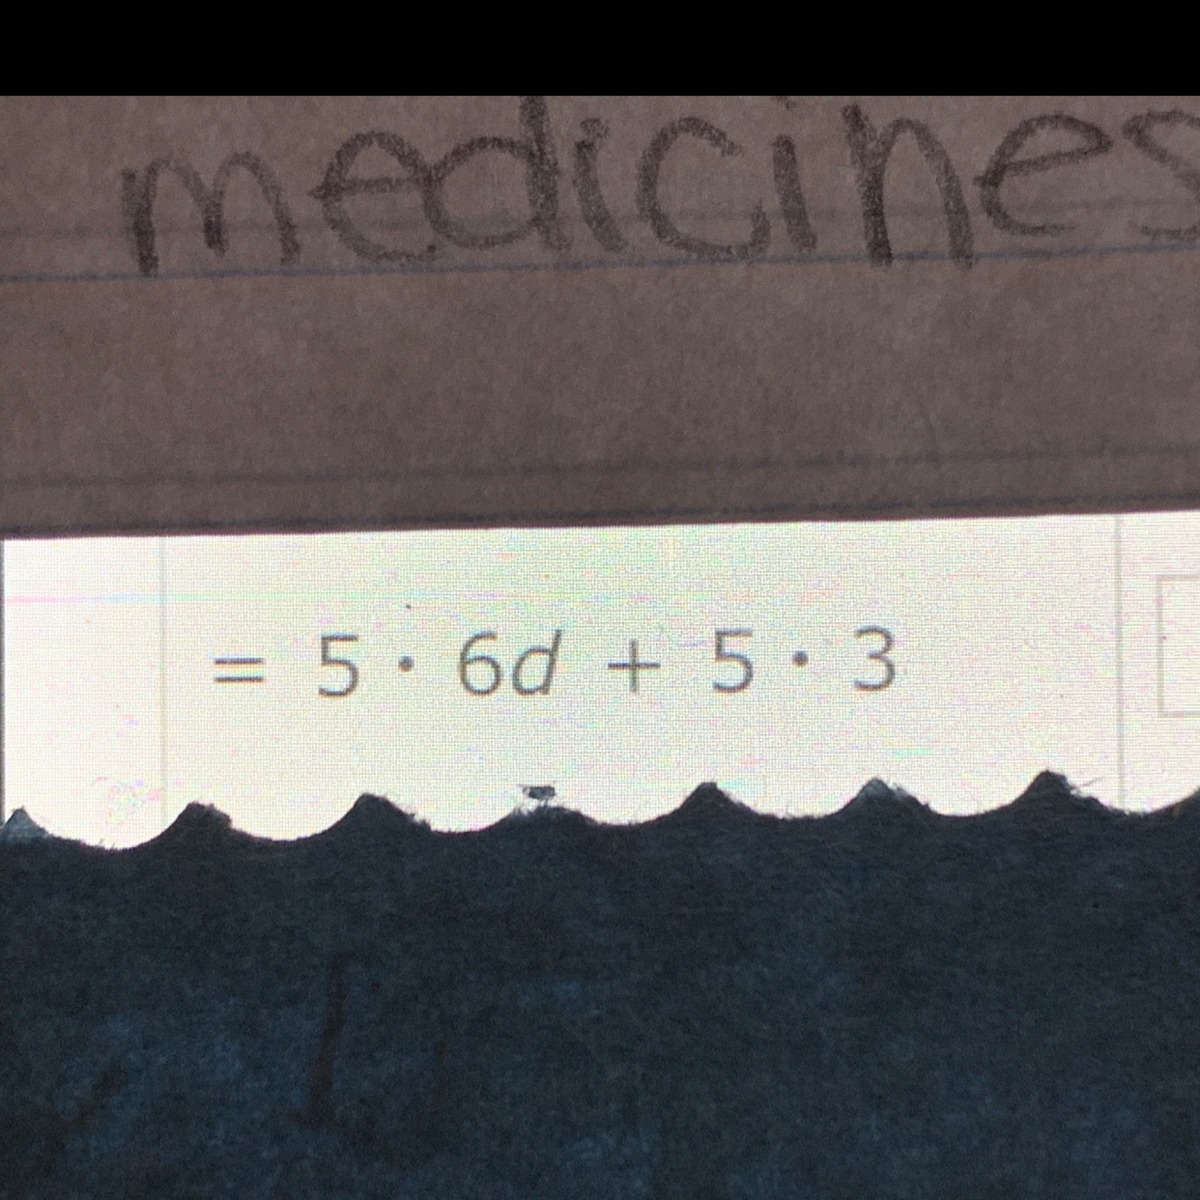 medicines
= 5 · 6d + 5 · 3